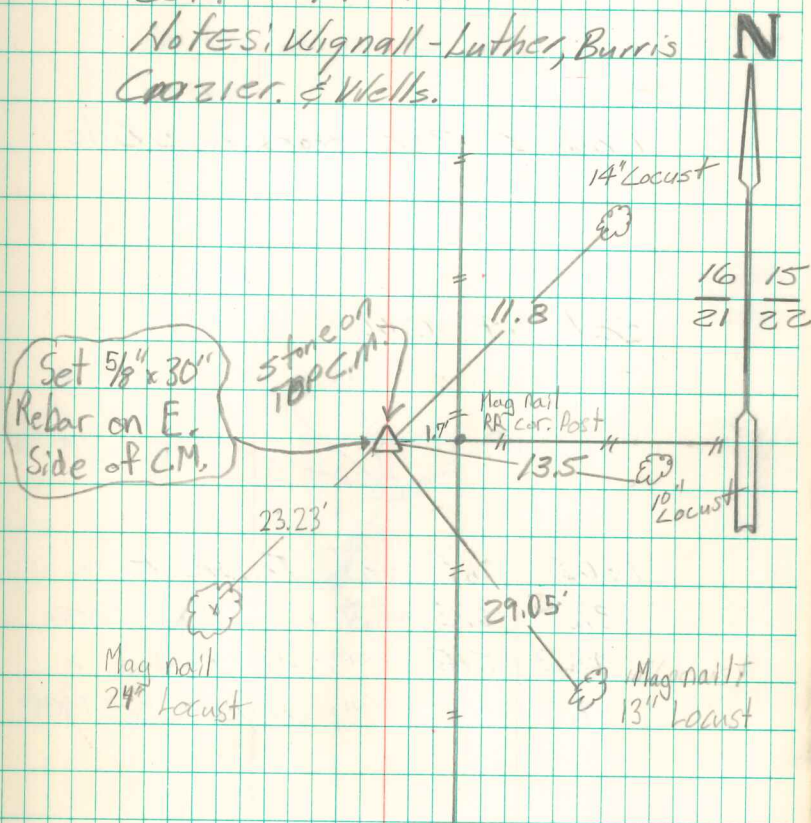 Notes: Wignall-Luther, Burris
Crozier. & Wells.
N
14" Locust
16 15
21 22
11.8
Stone on
TOP C.M.
Set 5/8" x 30"
Rebar on E.
Side of C.M.
Mag nail
RR cor. Post
1.7'
13.5
10"
Locust
23.23'
29.05'
Mag nail
24" Locust
Mag nail
13" Locust